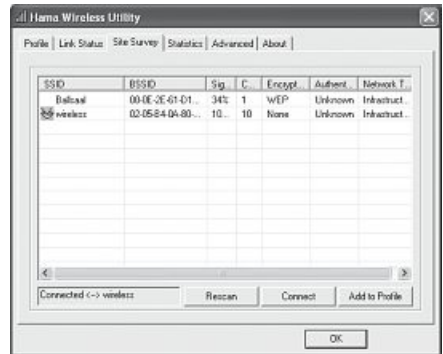 Hama Wireless Utility
Profile Link Status Site Survey Statistics Advanced About
SSID BSSID Sig... C... Encrypt... Authent... Network T...
Ballsaal 00-0E-2E-61-D1... 34% 1 WEP Unknown Infrastruct...
wireless 02-05-B4-0A-80-... 10... 10 None Unknown Infrastruct...
Connected <-> wireless Rescan Connect Add to Profile
OK